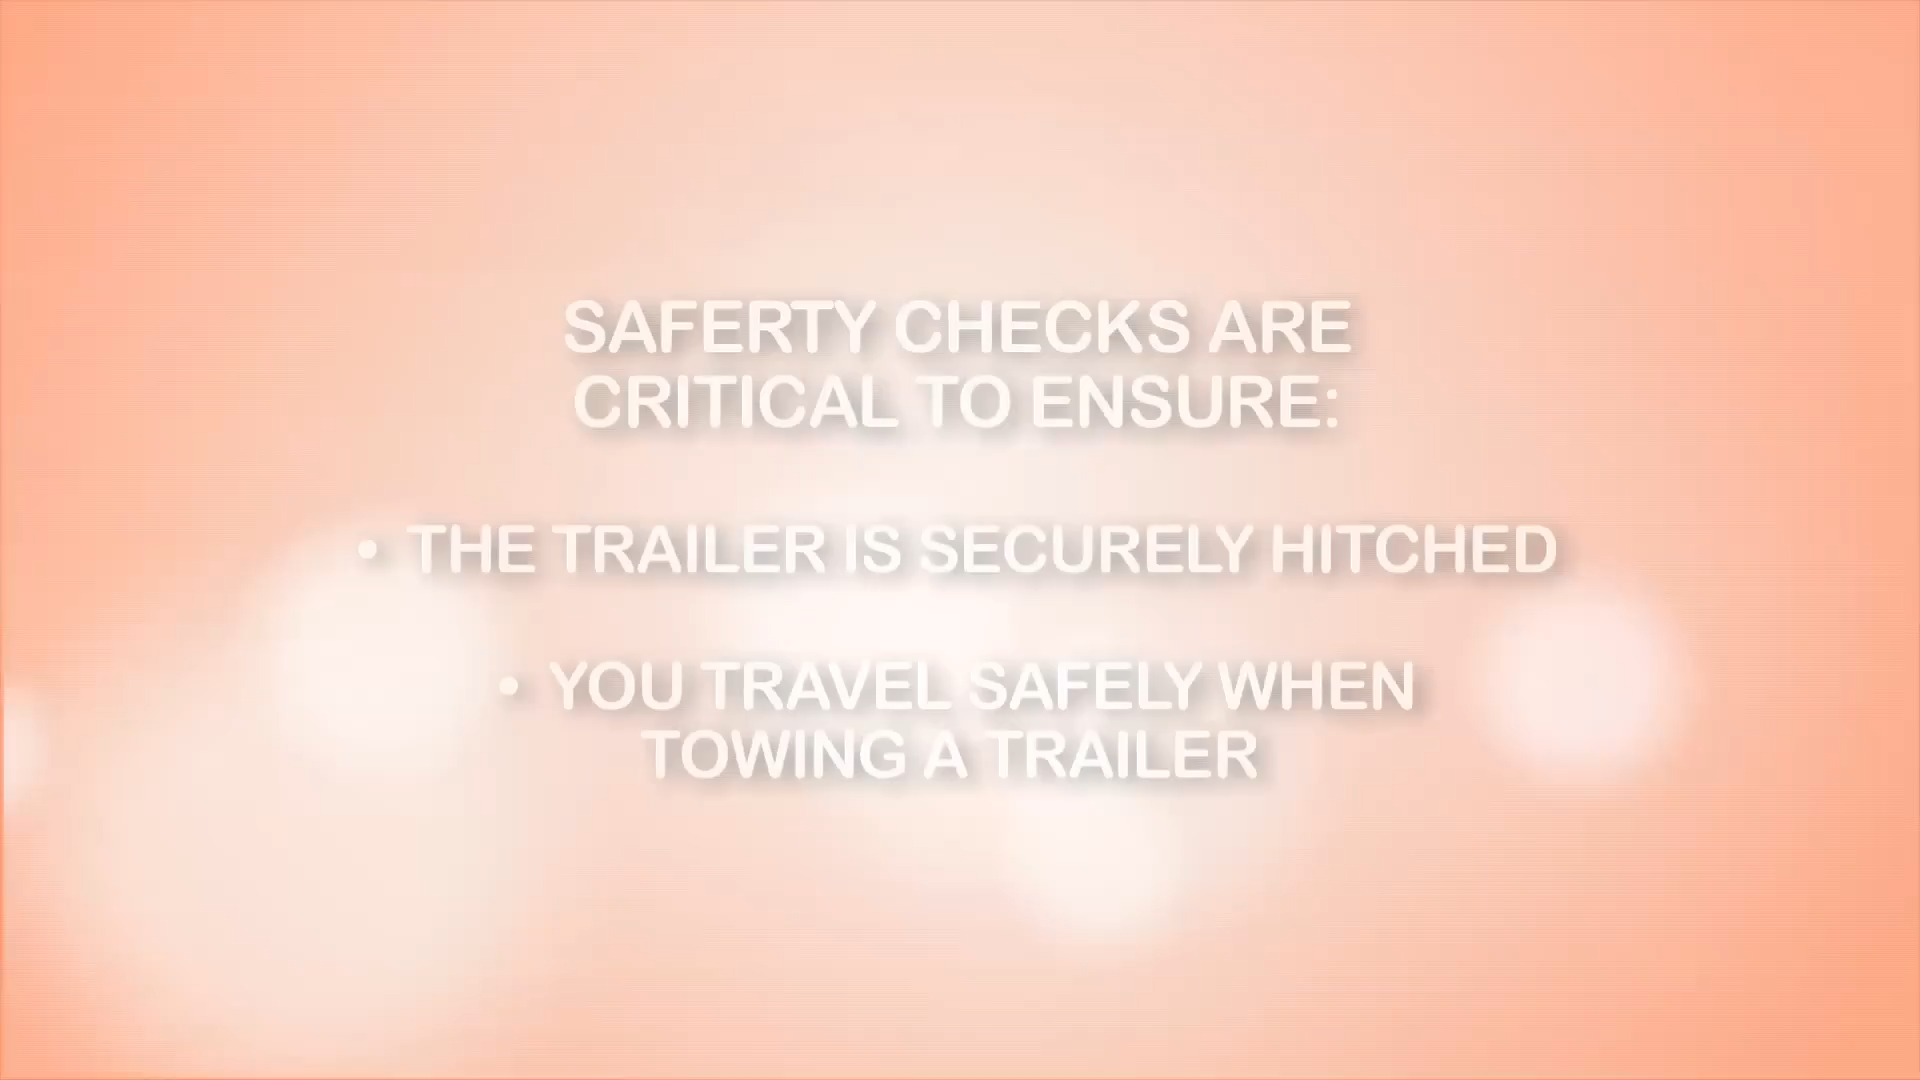 SAFERTY CHECKS ARE
CRITICAL TO ENSURE:
• THE TRAILER IS SECURELY HITCHED
• YOU TRAVEL SAFELY WHEN
TOWING A TRAILER